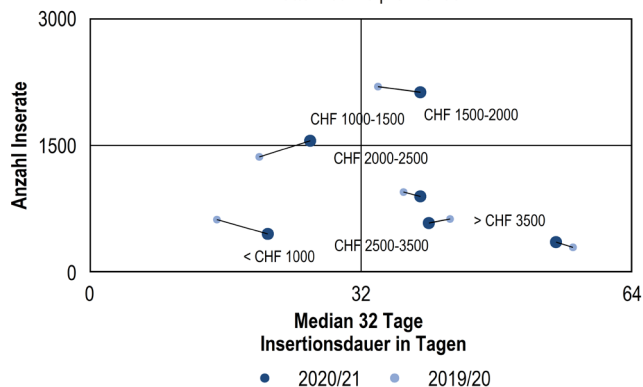 3000
1500
0
Anzahl Inserate
CHF 1000-1500
CHF 1500-2000
CHF 2000-2500
> CHF 3500
CHF 2500-3500
< CHF 1000
0
32
64
Median 32 Tage
Insertionsdauer in Tagen
2020/21
2019/20